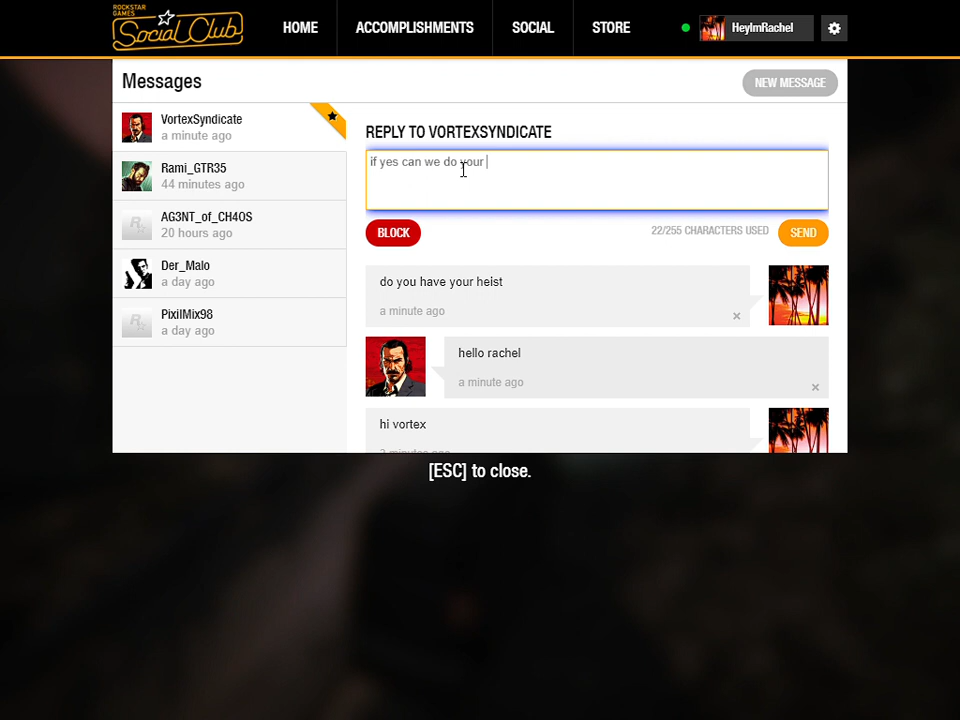 ROCKSTAR
GAMES
Social Club
HOME
ACCOMPLISHMENTS
SOCIAL
STORE
HeyImRachel
Messages
NEW MESSAGE
VortexSyndicate
a minute ago
Rami_GTR35
44 minutes ago
AG3NT_of_CH4OS
20 hours ago
Der_Malo
a day ago
PixilMix98
a day ago
REPLY TO VORTEXSYNDICATE
if yes can we do your
BLOCK
22/255 CHARACTERS USED
SEND
do you have your heist
a minute ago
hello rachel
a minute ago
hi vortex
[ESC] to close.